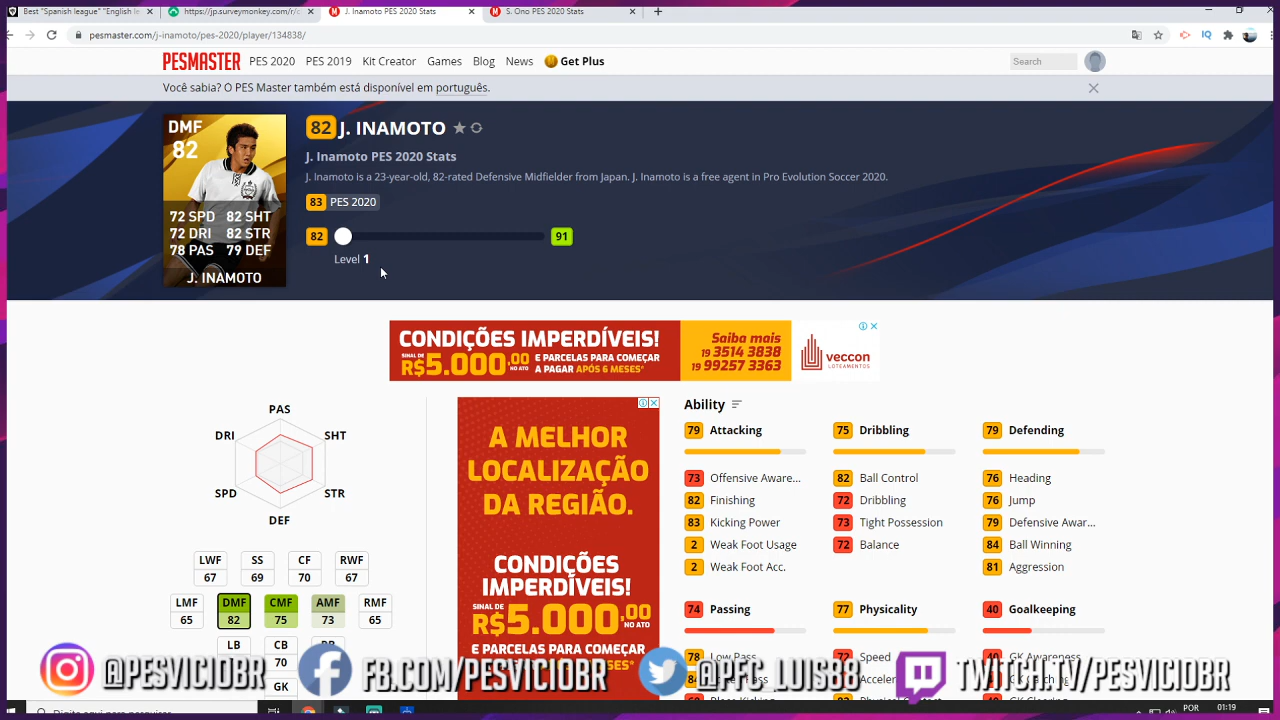 Best "Spanish league" "English le
https://jp.surveymonkey.com/r/c
J. Inamoto PES 2020 Stats
S. Ono PES 2020 Stats
pesmaster.com/j-inamoto/pes-2020/player/134838/
PESMASTER PES 2020 PES 2019 Kit Creator Games Blog News Get Plus Search
Você sabia? O PES Master também está disponível em português.
DMF
82
72 SPD 82 SHT
72 DRI 82 STR
78 PAS 79 DEF
J. INAMOTO
82 J. INAMOTO
J. Inamoto PES 2020 Stats
J. Inamoto is a 23-year-old, 82-rated Defensive Midfielder from Japan. J. Inamoto is a free agent in Pro Evolution Soccer 2020.
83 PES 2020
82 91
Level 1
CONDIÇÕES IMPERDÍVEIS!
SINAL DE R$5.000,00 NO ATO
E PARCELAS PARA COMEÇAR
A PAGAR APÓS 6 MESES*
Saiba mais
19 3514 3838
19 99257 3363
veccon
LOTEAMENTOS
PAS
DRI SHT
SPD STR
DEF
LWF SS CF RWF
67 69 70 67
LMF DMF CMF AMF RMF
65 82 75 73 65
LB CB
70
GK
A MELHOR
LOCALIZAÇÃO
DA REGIÃO.
CONDIÇÕES
IMPERDÍVEIS!
SINAL DE
R$5.000,00
NO ATO
E PARCELAS PARA COMEÇAR
Ability
79 Attacking
73 Offensive Aware...
82 Finishing
83 Kicking Power
2 Weak Foot Usage
2 Weak Foot Acc.
75 Dribbling
82 Ball Control
72 Dribbling
73 Tight Possession
72 Balance
79 Defending
76 Heading
76 Jump
79 Defensive Awar...
84 Ball Winning
81 Aggression
74 Passing
78 Low Pass
77 Physicality
72 Speed
40 Goalkeeping
40 GK Awareness
@PESVICIOBR
FB.COM/PESVICIOBR
@PEC_LUIS88
TWITCH.TV/PESVICIOBR
Digite aqui para pesquisar
POR 01:19